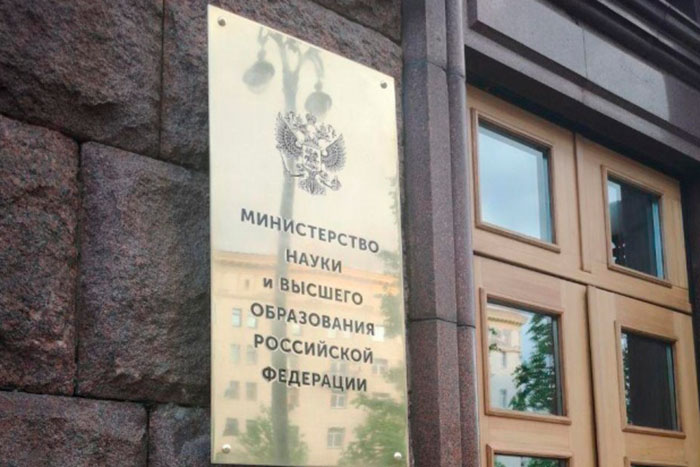 МИНИСТЕРСТВО
НАУКИ
И ВЫСШЕГО
ОБРАЗОВАНИЯ
РОССИЙСКОЙ
ФЕДЕРАЦИИ